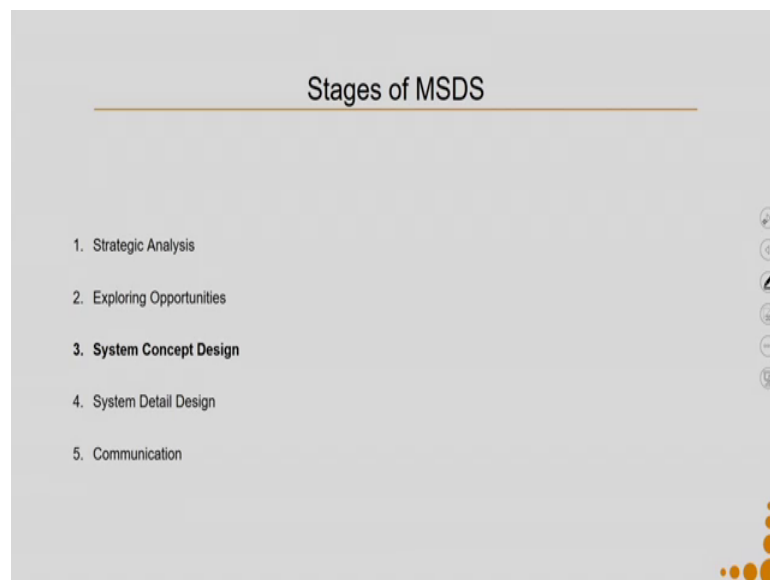 Stages of MSDS
1. Strategic Analysis
2. Exploring Opportunities
3. System Concept Design
4. System Detail Design
5. Communication